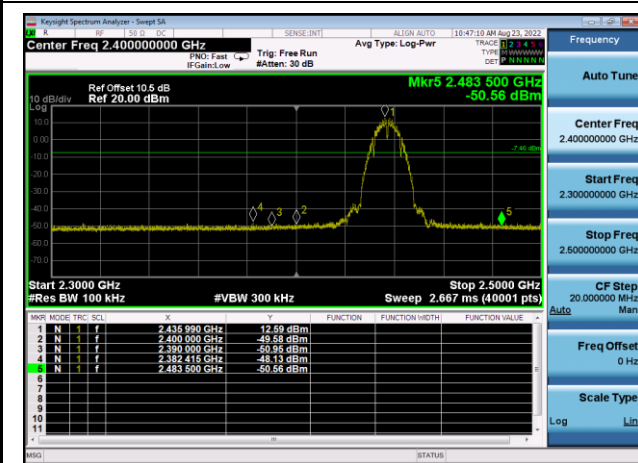 Keysight Spectrum Analyzer - Swept SA
R RF 50 Ω DC SENSE:INT ALIGN AUTO 10:47:10 AM Aug 23, 2022
Center Freq 2.400000000 GHz
PNO: Fast
IFGain:Low
Trig: Free Run
#Atten: 30 dB
Avg Type: Log-Pwr
TRACE 1 2 3 4 5 6
TYPE M W W W W W
DET P N N N N N
Frequency
Auto Tune
Center Freq
2.400000000 GHz
Start Freq
2.300000000 GHz
Stop Freq
2.500000000 GHz
CF Step
20.000000 MHz
Auto Man
Freq Offset
0 Hz
Scale Type
Log Lin
Ref Offset 10.5 dB
10 dB/div Ref 20.00 dBm
Log
Mkr5 2.483 500 GHz
-50.56 dBm
10.0
0.00
-10.0
-20.0
-30.0
-40.0
-50.0
-60.0
-70.0
-7.46 dBm
1
4
3
2
5
Start 2.3000 GHz Stop 2.5000 GHz
#Res BW 100 kHz #VBW 300 kHz Sweep 2.667 ms (40001 pts)
MKR MODE TRC SCL X Y FUNCTION FUNCTION WIDTH FUNCTION VALUE
1 N 1 f 2.435 990 GHz 12.59 dBm
2 N 1 f 2.400 000 GHz -49.58 dBm
3 N 1 f 2.390 000 GHz -50.95 dBm
4 N 1 f 2.382 415 GHz -48.13 dBm
5 N 1 f 2.483 500 GHz -50.56 dBm
6
7
8
9
10
11
MSG STATUS